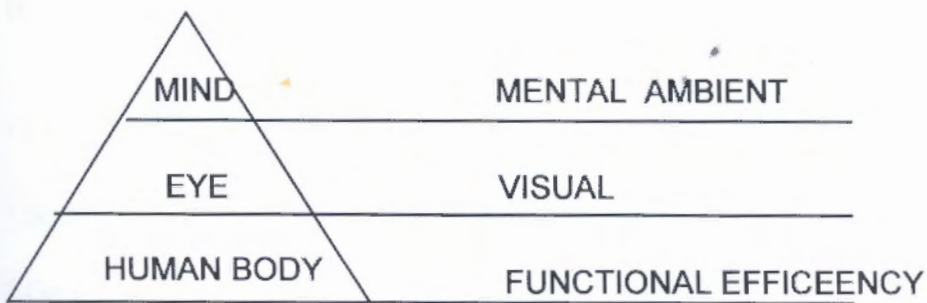 MIND MENTAL AMBIENT
EYE VISUAL
HUMAN BODY FUNCTIONAL EFFICEENCY